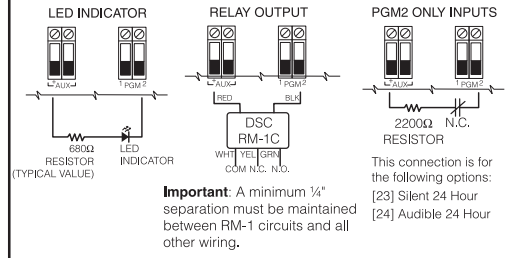 LED INDICATOR
+AUX-
1 PGM 2
680Ω
RESISTOR
(TYPICAL VALUE)
LED
INDICATOR
RELAY OUTPUT
+AUX-
1 PGM 2
RED
BLK
DSC
RM-1C
WHT YEL GRN
COM N.C. N.O.
Important: A minimum ¼"
separation must be maintained
between RM-1 circuits and all
other wiring.
PGM2 ONLY INPUTS
+AUX-
1 PGM 2
2200Ω
RESISTOR
N.C.
This connection is for
the following options:
[23] Silent 24 Hour
[24] Audible 24 Hour